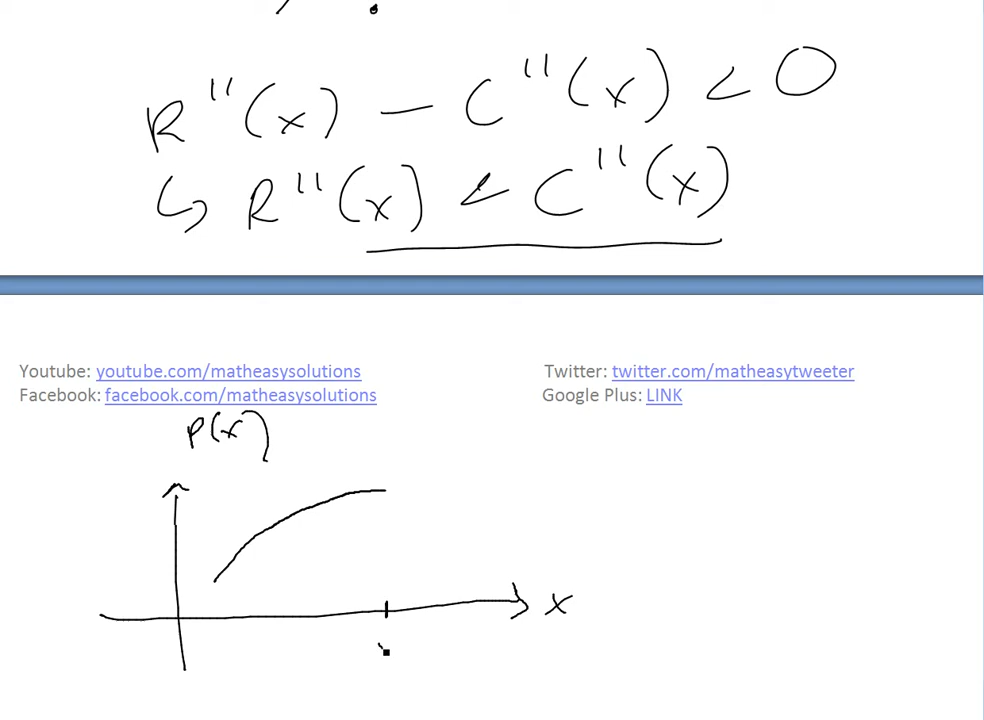 R''(x) - C''(x) < 0
↳ R''(x) < C''(x)
Youtube: youtube.com/matheasysolutions
Twitter: twitter.com/matheasytweeter
Facebook: facebook.com/matheasysolutions
Google Plus: LINK
P(x)
x